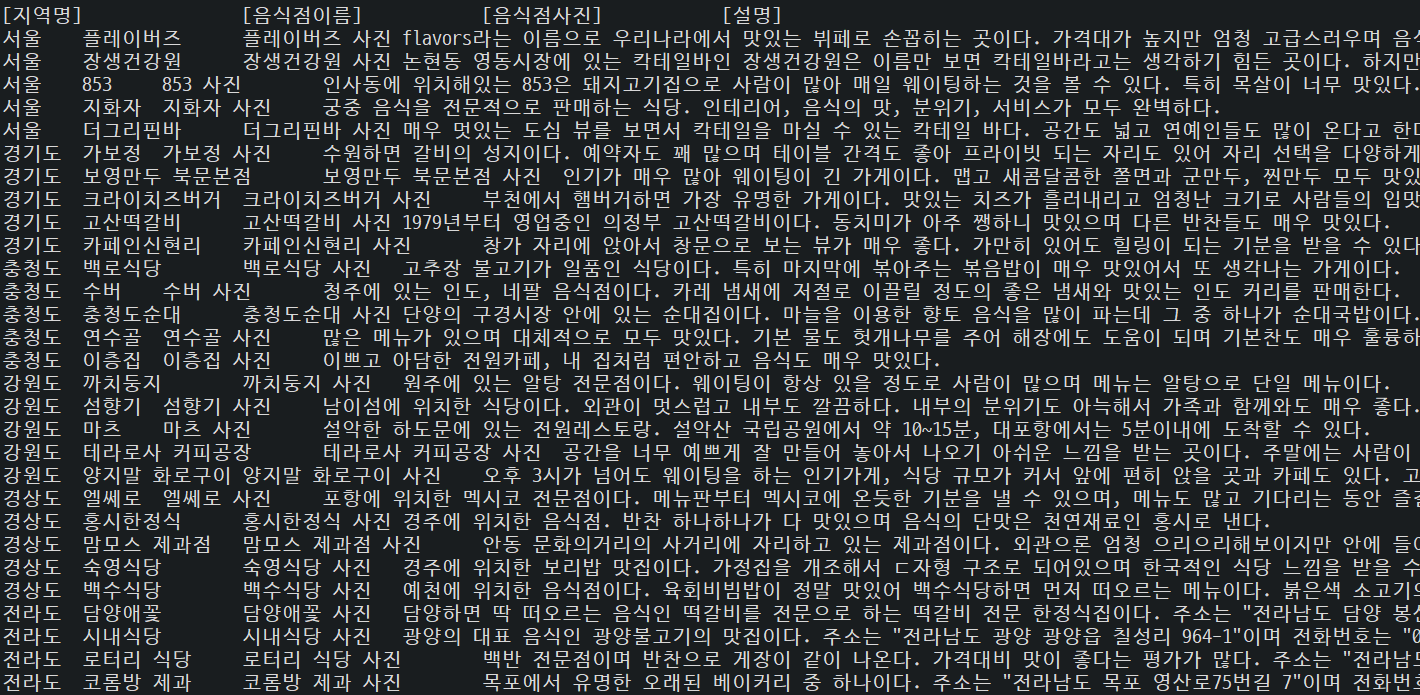 [지역명] [음식점이름] [음식점사진] [설명]
서울 플레이버즈 플레이버즈 사진 flavors라는 이름으로 우리나라에서 맛있는 뷔페로 손꼽히는 곳이다. 가격대가 높지만 엄청 고급스러우며 음식
서울 장생건강원 장생건강원 사진 논현동 영동시장에 있는 칵테일바인 장생건강원은 이름만 보면 칵테일바라고는 생각하기 힘든 곳이다. 하지만
서울 853 853 사진 인사동에 위치해있는 853은 돼지고기집으로 사람이 많아 매일 웨이팅하는 것을 볼 수 있다. 특히 목살이 너무 맛있다.
서울 지화자 지화자 사진 궁중 음식을 전문적으로 판매하는 식당. 인테리어, 음식의 맛, 분위기, 서비스가 모두 완벽하다.
서울 더그리핀바 더그리핀바 사진 매우 멋있는 도심 뷰를 보면서 칵테일을 마실 수 있는 칵테일 바다. 공간도 넓고 연예인들도 많이 온다고 한다
경기도 가보정 가보정 사진 수원하면 갈비의 성지이다. 예약자도 꽤 많으며 테이블 간격도 좋아 프라이빗 되는 자리도 있어 자리 선택을 다양하게
경기도 보영만두 북문본점 보영만두 북문본점 사진 인기가 매우 많아 웨이팅이 긴 가게이다. 맵고 새콤달콤한 쫄면과 군만두, 찐만두 모두 맛있
경기도 크라이치즈버거 크라이치즈버거 사진 부천에서 햄버거하면 가장 유명한 가게이다. 맛있는 치즈가 흘러내리고 엄청난 크기로 사람들의 입맛
경기도 고산떡갈비 고산떡갈비 사진 1979년부터 영업중인 의정부 고산떡갈비이다. 동치미가 아주 쨍하니 맛있으며 다른 반찬들도 매우 맛있다.
경기도 카페인신현리 카페인신현리 사진 창가 자리에 앉아서 창문으로 보는 뷰가 매우 좋다. 가만히 있어도 힐링이 되는 기분을 받을 수 있다
충청도 백로식당 백로식당 사진 고추장 불고기가 일품인 식당이다. 특히 마지막에 볶아주는 볶음밥이 매우 맛있어서 또 생각나는 가게이다.
충청도 수버 수버 사진 청주에 있는 인도, 네팔 음식점이다. 카레 냄새에 저절로 이끌릴 정도의 좋은 냄새와 맛있는 인도 커리를 판매한다.
충청도 충청도순대 충청도순대 사진 단양의 구경시장 안에 있는 순대집이다. 마늘을 이용한 향토 음식을 많이 파는데 그 중 하나가 순대국밥이다.
충청도 연수골 연수골 사진 많은 메뉴가 있으며 대체적으로 모두 맛있다. 기본 물도 헛개나무를 주어 해장에도 도움이 되며 기본찬도 매우 훌륭하
충청도 이층집 이층집 사진 이쁘고 아담한 전원카페, 내 집처럼 편안하고 음식도 매우 맛있다.
강원도 까치둥지 까치둥지 사진 원주에 있는 알탕 전문점이다. 웨이팅이 항상 있을 정도로 사람이 많으며 메뉴는 알탕으로 단일 메뉴이다.
강원도 섬향기 섬향기 사진 남이섬에 위치한 식당이다. 외관이 멋스럽고 내부도 깔끔하다. 내부의 분위기도 아늑해서 가족과 함께와도 매우 좋다.
강원도 마츠 마츠 사진 설악한 하도문에 있는 전원레스토랑. 설악산 국립공원에서 약 10~15분, 대포항에서는 5분이내에 도착할 수 있다.
강원도 테라로사 커피공장 테라로사 커피공장 사진 공간을 너무 예쁘게 잘 만들어 놓아서 나오기 아쉬운 느낌을 받는 곳이다. 주말에는 사람이
강원도 양지말 화로구이 양지말 화로구이 사진 오후 3시가 넘어도 웨이팅을 하는 인기가게, 식당 규모가 커서 앞에 편히 앉을 곳과 카페도 있다. 고
경상도 엘쎄로 엘쎄로 사진 포항에 위치한 멕시코 전문점이다. 메뉴판부터 멕시코에 온듯한 기분을 낼 수 있으며, 메뉴도 많고 기다리는 동안 즐길
경상도 홍시한정식 홍시한정식 사진 경주에 위치한 음식점. 반찬 하나하나가 다 맛있으며 음식의 단맛은 천연재료인 홍시로 낸다.
경상도 맘모스 제과점 맘모스 제과점 사진 안동 문화의거리의 사거리에 자리하고 있는 제과점이다. 외관으론 엄청 으리으리해보이지만 안에 들어
경상도 숙영식당 숙영식당 사진 경주에 위치한 보리밥 맛집이다. 가정집을 개조해서 ㄷ자형 구조로 되어있으며 한국적인 식당 느낌을 받을 수
경상도 백수식당 백수식당 사진 예천에 위치한 음식점이다. 육회비빔밥이 정말 맛있어 백수식당하면 먼저 떠오르는 메뉴이다. 붉은색 소고기의
전라도 담양애꽃 담양애꽃 사진 담양하면 딱 떠오르는 음식인 떡갈비를 전문으로 하는 떡갈비 전문 한정식집이다. 주소는 "전라남도 담양 봉산
전라도 시내식당 시내식당 사진 광양의 대표 음식인 광양불고기의 맛집이다. 주소는 "전라남도 광양 광양읍 칠성리 964-1"이며 전화번호는 "0
전라도 로터리 식당 로터리 식당 사진 백반 전문점이며 반찬으로 게장이 같이 나온다. 가격대비 맛이 좋다는 평가가 많다. 주소는 "전라남도
전라도 코롬방 제과 코롬방 제과 사진 목포에서 유명한 오래된 베이커리 중 하나이다. 주소는 "전라남도 목포 영산로75번길 7"이며 전화번호